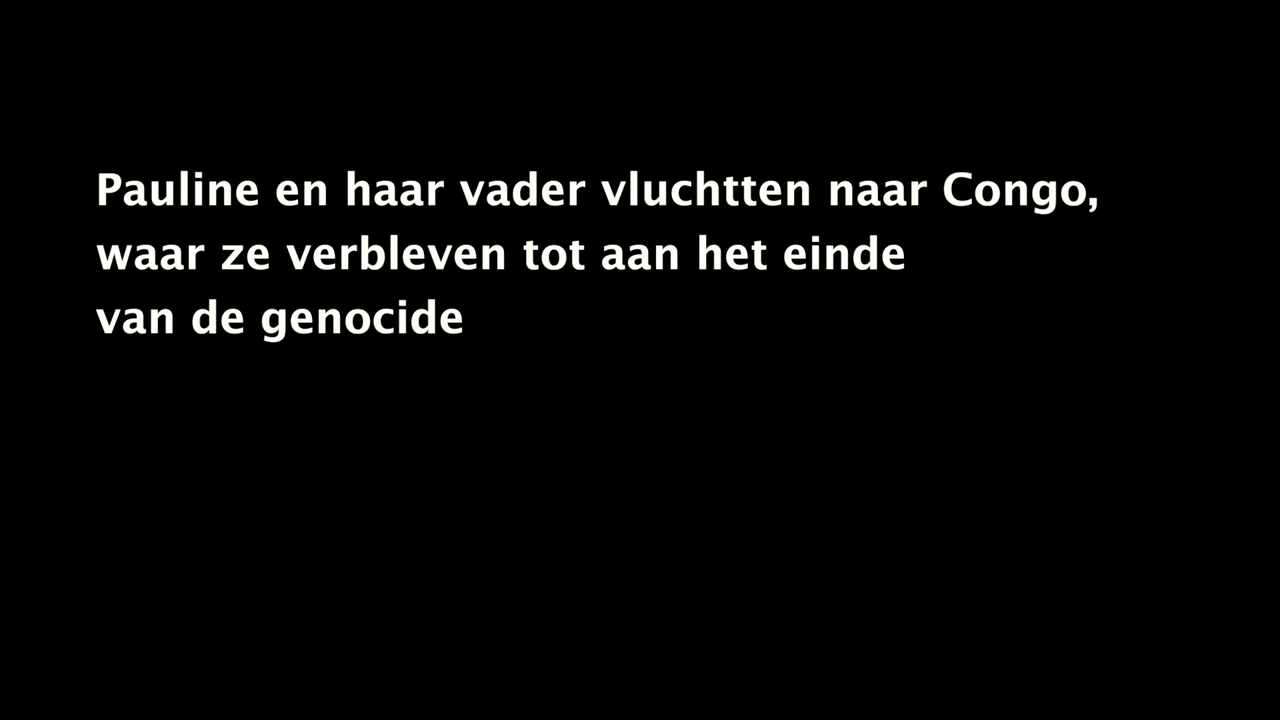 Pauline en haar vader vluchtten naar Congo,
waar ze verbleven tot aan het einde
van de genocide